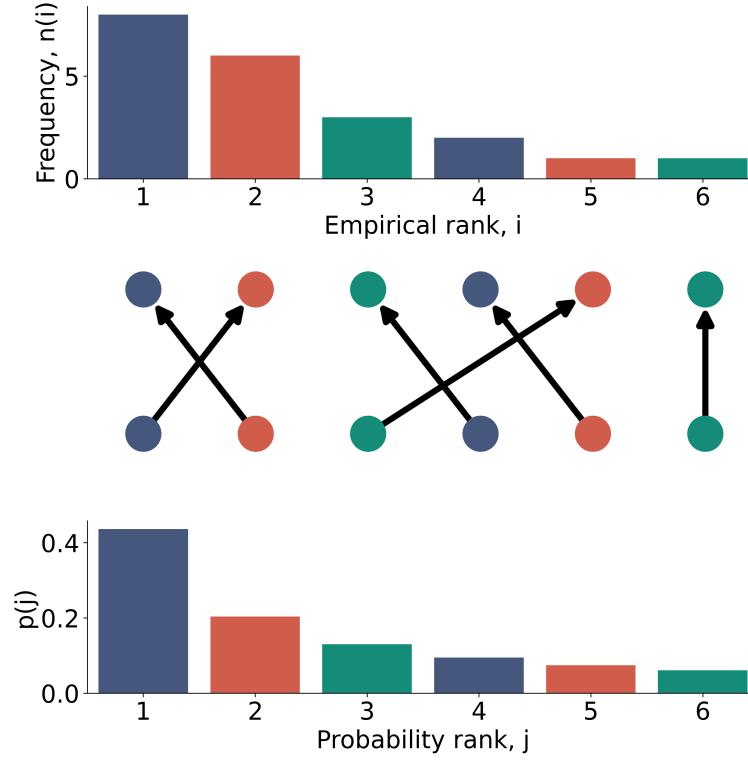 Frequency, n(i)
5
0
1 2 3 4 5 6
Empirical rank, i
p(j)
0.4
0.2
0.0
1 2 3 4 5 6
Probability rank, j